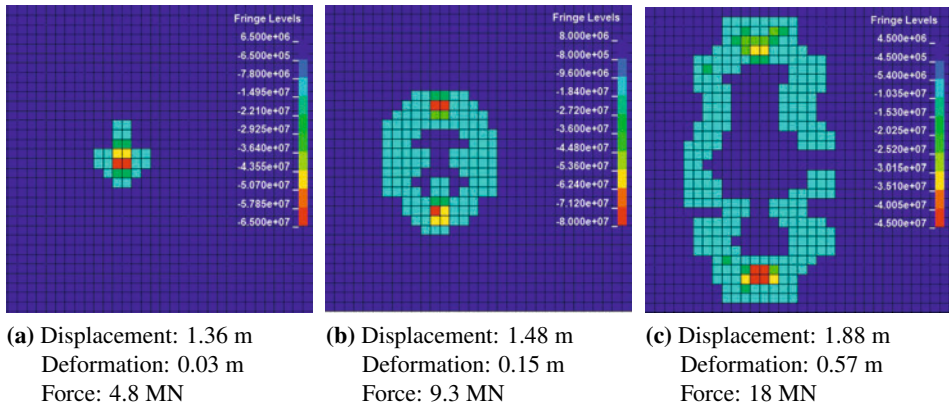 Fringe Levels
6.500e+06 _
-6.500e+05 _
-7.800e+06 _
-1.495e+07 _
-2.210e+07 _
-2.925e+07 _
-3.640e+07 _
-4.355e+07 _
-5.070e+07 _
-5.785e+07 _
-6.500e+07 _
Fringe Levels
8.000e+06 _
-8.000e+05 _
-9.600e+06 _
-1.840e+07 _
-2.720e+07 _
-3.600e+07 _
-4.480e+07 _
-5.360e+07 _
-6.240e+07 _
-7.120e+07 _
-8.000e+07 _
Fringe Levels
4.500e+06 _
-4.500e+05 _
-5.400e+06 _
-1.035e+07 _
-1.530e+07 _
-2.025e+07 _
-2.520e+07 _
-3.015e+07 _
-3.510e+07 _
-4.005e+07 _
-4.500e+07 _
(a) Displacement: 1.36 m
Deformation: 0.03 m
Force: 4.8 MN
(b) Displacement: 1.48 m
Deformation: 0.15 m
Force: 9.3 MN
(c) Displacement: 1.88 m
Deformation: 0.57 m
Force: 18 MN